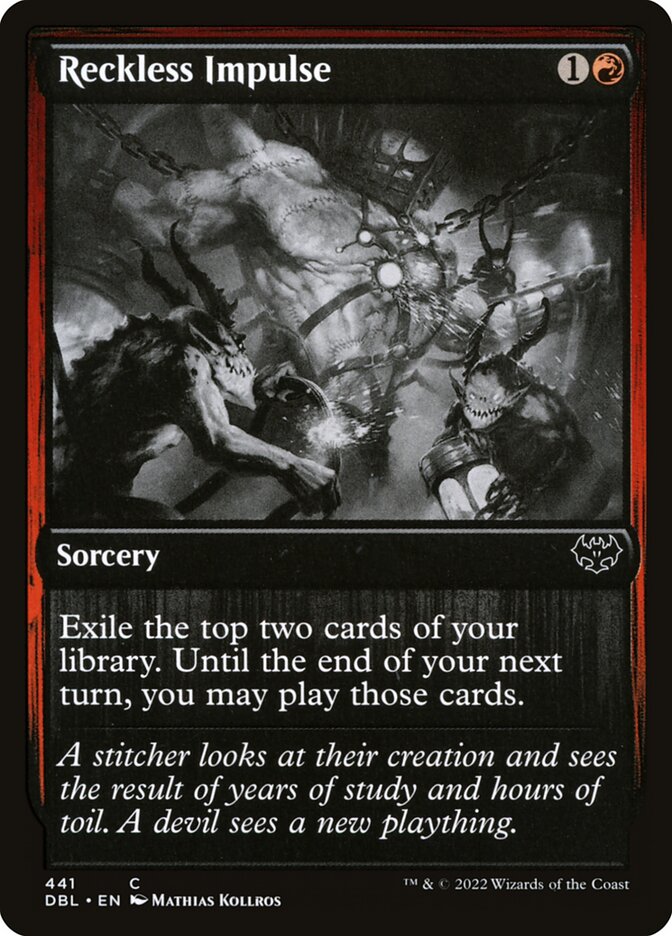 Reckless Impulse 1
Sorcery
Exile the top two cards of your
library. Until the end of your next
turn, you may play those cards.
A stitcher looks at their creation and sees
the result of years of study and hours of
toil. A devil sees a new plaything.
441 C
DBL • EN Mathias Kollros
™ & © 2022 Wizards of the Coast